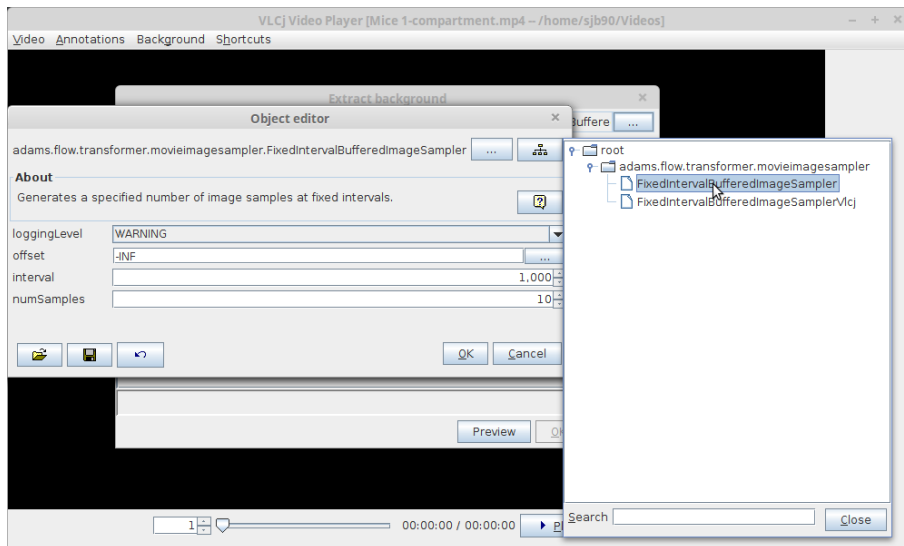 VLCj Video Player [Mice 1-compartment.mp4 – /home/sjb90/Videos]
Video Annotations Background Shortcuts
Extract background
Buffere ...
Object editor
adams.flow.transformer.movieimagesampler.FixedIntervalBufferedImageSampler ...
About
Generates a specified number of image samples at fixed intervals.
loggingLevel WARNING
offset -INF ...
interval 1,000
numSamples 10
OK Cancel
Preview
1 00:00:00 / 00:00:00
root
adams.flow.transformer.movieimagesampler
FixedIntervalBufferedImageSampler
FixedIntervalBufferedImageSamplerVlcj
Search Close